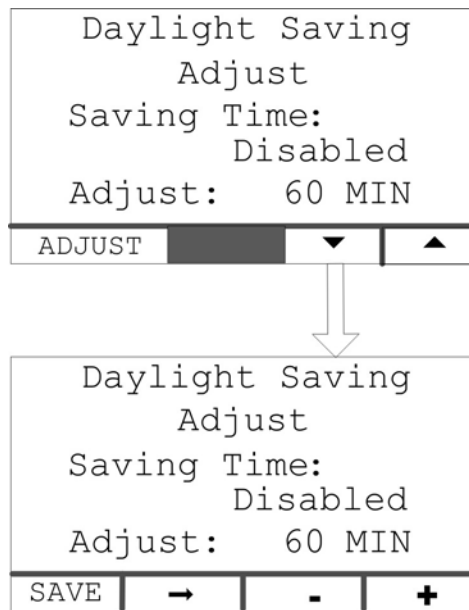 Daylight Saving
Adjust
Saving Time:
Disabled
Adjust: 60 MIN
ADJUST ▼ ▲
Daylight Saving
Adjust
Saving Time:
Disabled
Adjust: 60 MIN
SAVE → - +